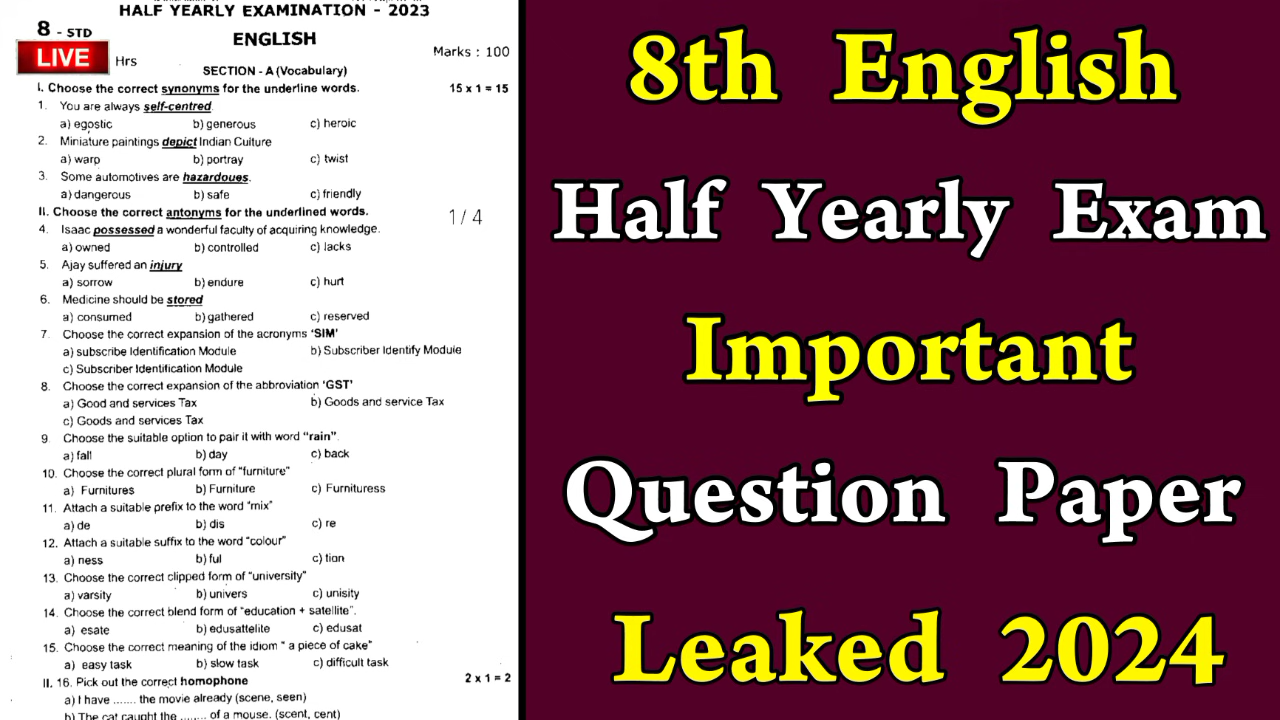 HALF YEARLY EXAMINATION - 2023
8 - STD
ENGLISH
LIVE
Hrs
Marks : 100
SECTION - A (Vocabulary)
I. Choose the correct synonyms for the underline words. 15 x 1 = 15
1. You are always self-centred.
a) egostic b) generous c) heroic
2. Miniature paintings depict Indian Culture
a) warp b) portray c) twist
3. Some automotives are hazardoues.
a) dangerous b) safe c) friendly
II. Choose the correct antonyms for the underlined words.
1 / 4
4. Isaac possessed a wonderful faculty of acquiring knowledge.
a) owned b) controlled c) lacks
5. Ajay suffered an injury
a) sorrow b) endure c) hurt
6. Medicine should be stored
a) consumed b) gathered c) reserved
7. Choose the correct expansion of the acronyms 'SIM'
a) subscribe Identification Module b) Subscriber Identify Module
c) Subscriber Identification Module
8. Choose the correct expansion of the abbroviation 'GST'
a) Good and services Tax b) Goods and service Tax
c) Goods and services Tax
9. Choose the suitable option to pair it with word "rain".
a) fall b) day c) back
10. Choose the correct plural form of "furniture"
a) Furnitures b) Furniture c) Furnituress
11. Attach a suitable prefix to the word "mix"
a) de b) dis c) re
12. Attach a suitable suffix to the word "colour"
a) ness b) ful c) tion
13. Choose the correct clipped form of "university"
a) varsity b) univers c) unisity
14. Choose the correct blend form of "education + satellite".
a) esate b) edusattelite c) edusat
15. Choose the correct meaning of the idiom " a piece of cake"
a) easy task b) slow task c) difficult task
II. 16. Pick out the correct homophone 2 x 1 = 2
a) I have ....... the movie already (scene, seen)
b) The cat caught the ........ of a mouse. (scent, cent)
8th English
Half Yearly Exam
Important
Question Paper
Leaked 2024